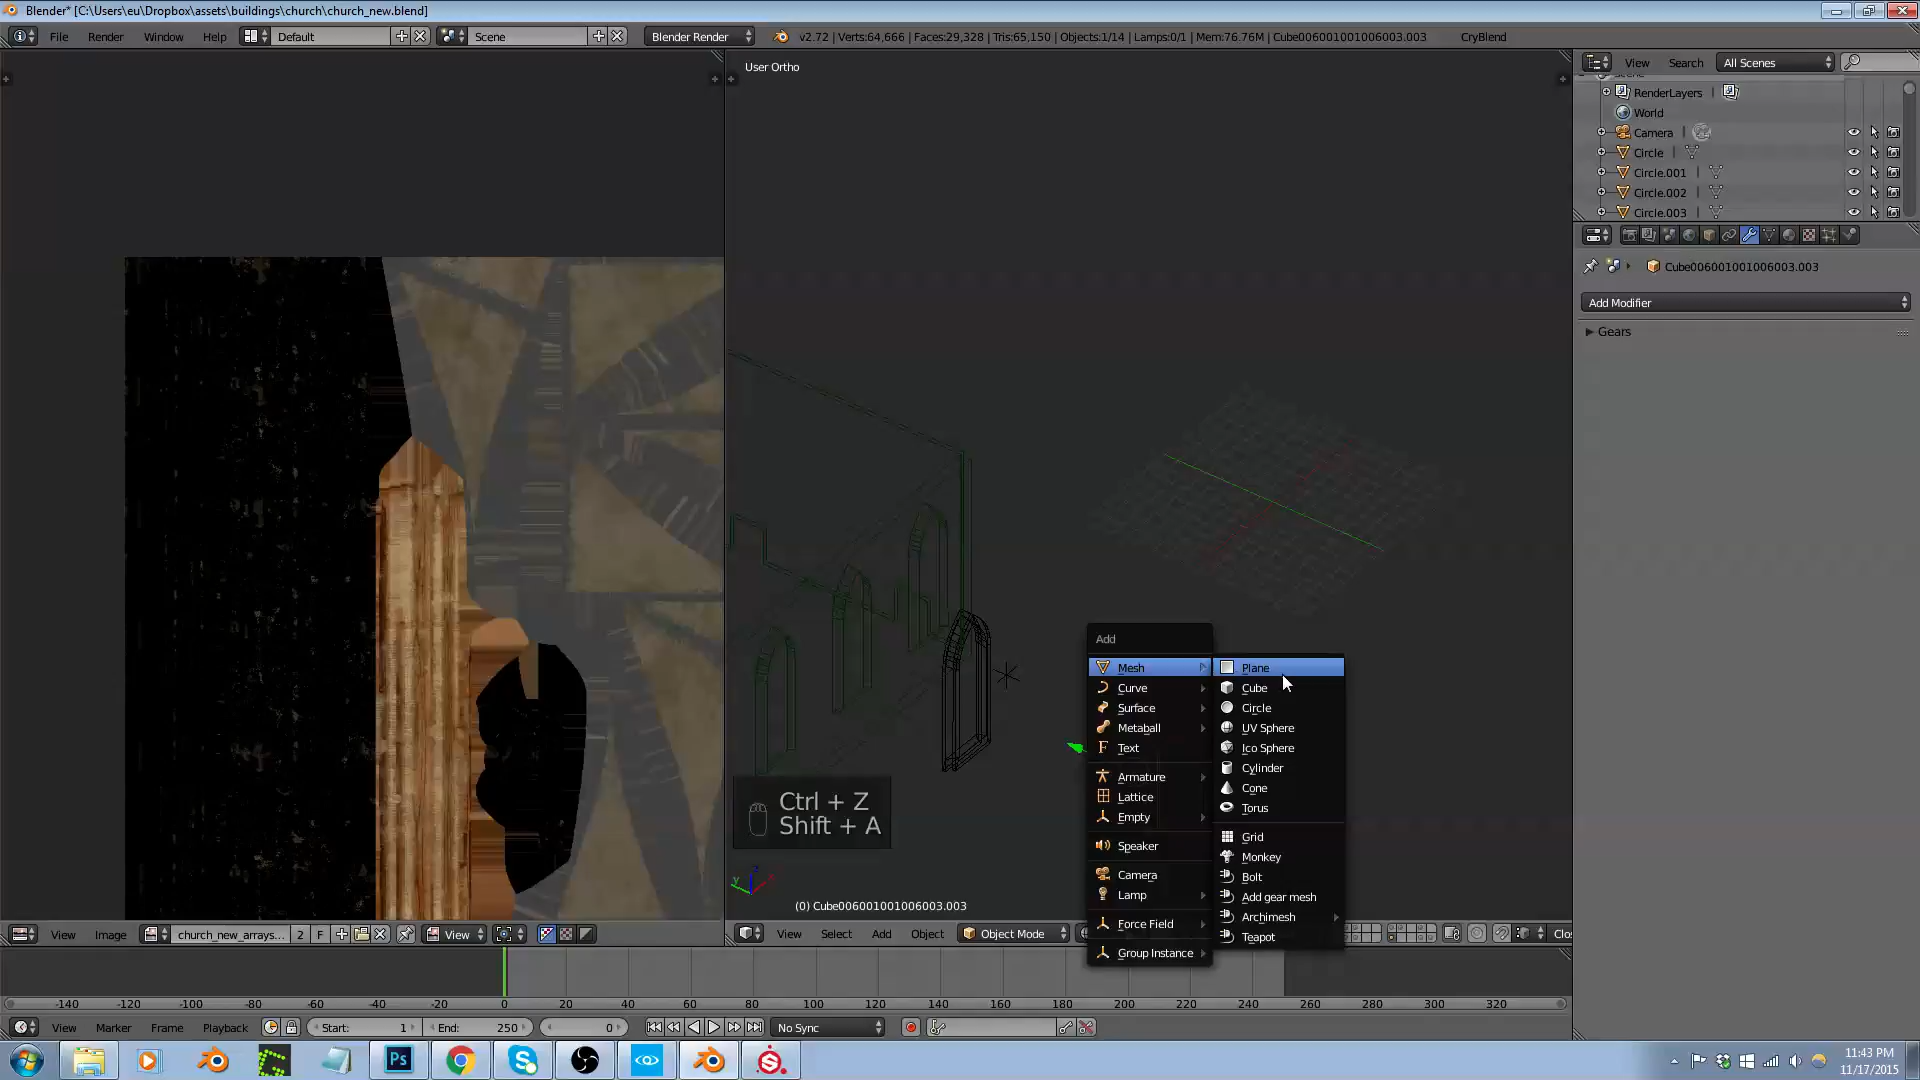 Blender* [C:\Users\eu\Dropbox\assets\buildings\church\church_new.blend]
File Render Window Help Default Scene Blender Render v2.72 | Verts:64,666 | Faces:29,328 | Tris:65,150 | Objects:1/14 | Lamps:0/1 | Mem:76.76M | Cube006001001006003.003 CryBlend
User Ortho
View Search All Scenes
RenderLayers
World
Camera
Circle
Circle.001
Circle.002
Circle.003
Cube006001001006003.003
Add Modifier
Gears
Add
Mesh
Curve
Surface
Metaball
Text
Armature
Lattice
Empty
Speaker
Camera
Lamp
Force Field
Group Instance
Plane
Cube
Circle
UV Sphere
Ico Sphere
Cylinder
Cone
Torus
Grid
Monkey
Bolt
Add gear mesh
Archimesh
Teapot
Ctrl + Z
Shift + A
(0) Cube006001001006003.003
View Image church_new_arrays... 2 F View
View Select Add Object Object Mode Clos
-140 -120 -100 -80 -60 -40 -20 0 20 40 60 80 100 120 140 160 180 200 220 240 260 280 300 320
View Marker Frame Playback Start: 1 End: 250 0 No Sync
Ps
11:43 PM
11/17/2015